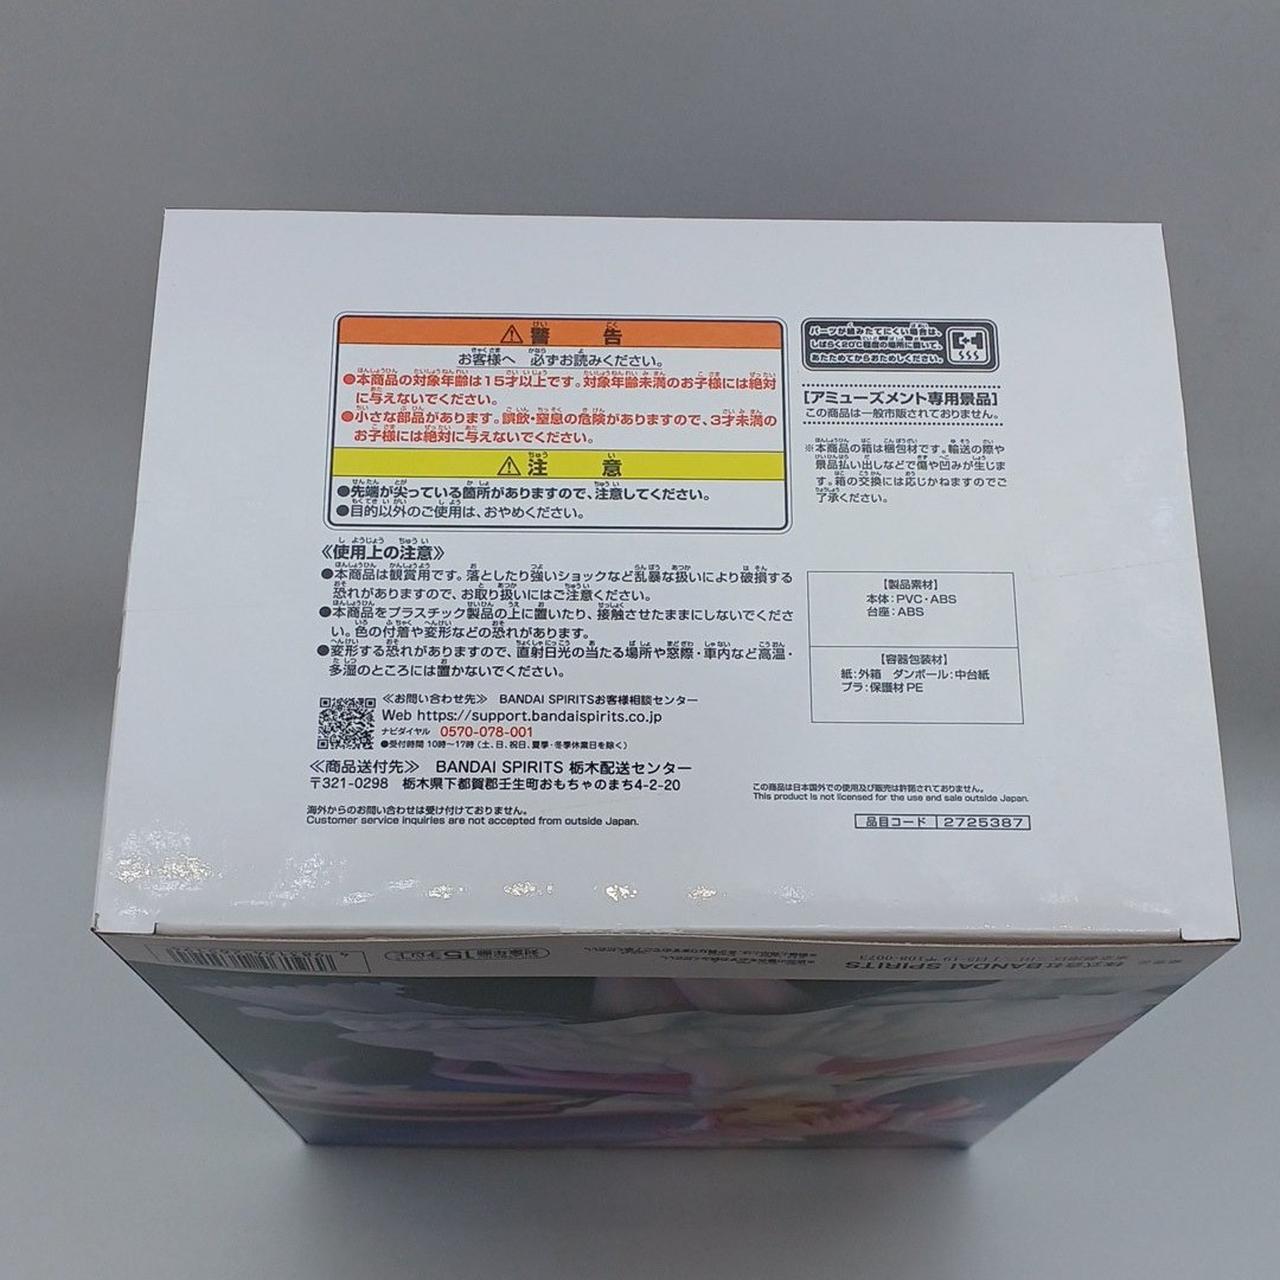 ⚠警 告
お客様へ 必ずお読みください。
●本商品の対象年齢は15才以上です。対象年齢未満のお子様には絶対
に与えないでください。
●小さな部品があります。誤飲・窒息の危険がありますので、3才未満の
お子様には絶対に与えないでください。
⚠注 意
●先端が尖っている箇所がありますので、注意してください。
●目的以外のご使用は、おやめください。
《使用上の注意》
●本商品は観賞用です。落としたり強いショックなど乱暴な扱いにより破損する
恐れがありますので、お取り扱いにはご注意ください。
●本商品をプラスチック製品の上に置いたり、接触させたままにしないでくださ
い。色の付着や変形などの恐れがあります。
●変形する恐れがありますので、直射日光の当たる場所や窓際・車内など高温・
多湿のところには置かないでください。
≪お問い合わせ先≫ BANDAI SPIRITSお客様相談センター
Web https://support.bandaispirits.co.jp
ナビダイヤル 0570-078-001
●受付時間 10時〜17時(土、日、祝日、夏季・冬季休業日を除く)
≪商品送付先≫ BANDAI SPIRITS 栃木配送センター
〒321-0298 栃木県下都賀郡壬生町おもちゃのまち4-2-20
海外からのお問い合わせは受け付けておりません。
Customer service inquiries are not accepted from outside Japan.
パーツが組みたてにくい場合は、
しばらく20℃程度の場所に置いて、
あたためてからおためしください。
[アミューズメント専用景品]
この商品は一般市販されておりません。
※本商品の箱は梱包材です。輸送の際や
景品払い出しなどで傷や凹みが生じま
す。箱の交換には応じかねますのでご
了承ください。
【製品素材】
本体:PVC・ABS
台座:ABS
【容器包装材】
紙:外箱 ダンボール:中台紙
プラ:保護材PE
この商品は日本国外での使用及び販売は許諾されておりません。
This product is not licensed for the use and sale outside Japan.
品目コード 2725387
対象年齢15才以上
株式会社BANDAI SPIRITS